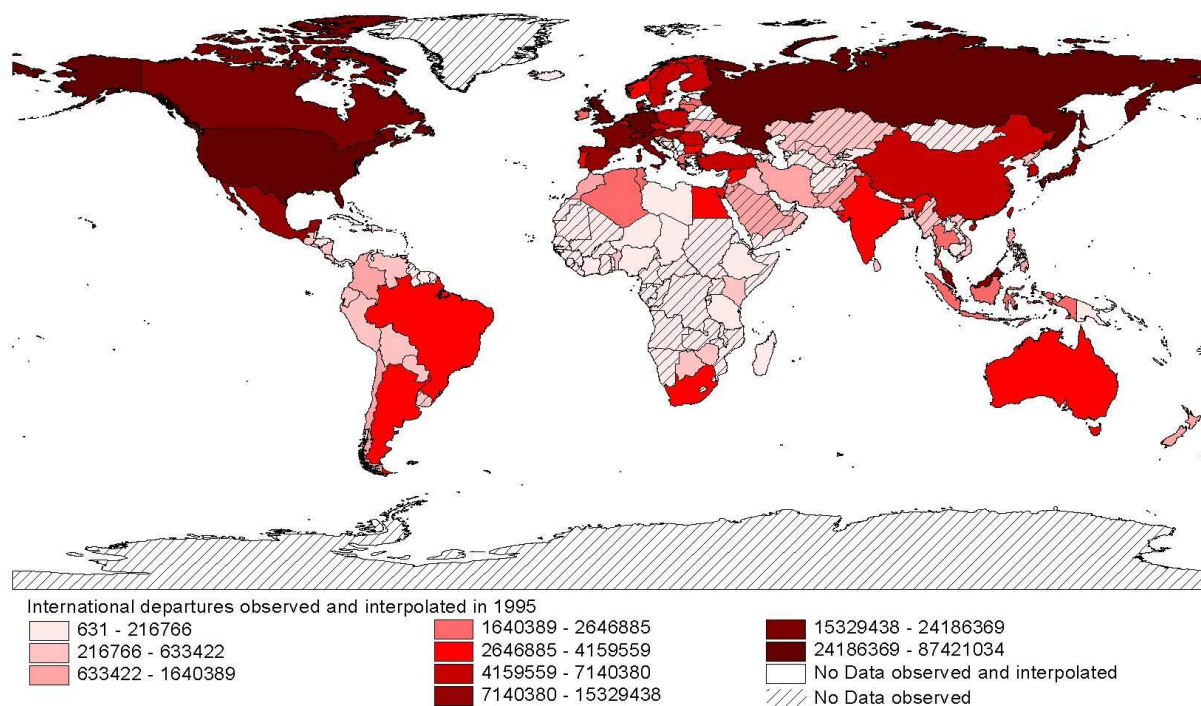 International departures observed and interpolated in 1995
631 - 216766
216766 - 633422
633422 - 1640389
1640389 - 2646885
2646885 - 4159559
4159559 - 7140380
7140380 - 15329438
15329438 - 24186369
24186369 - 87421034
No Data observed and interpolated
No Data observed